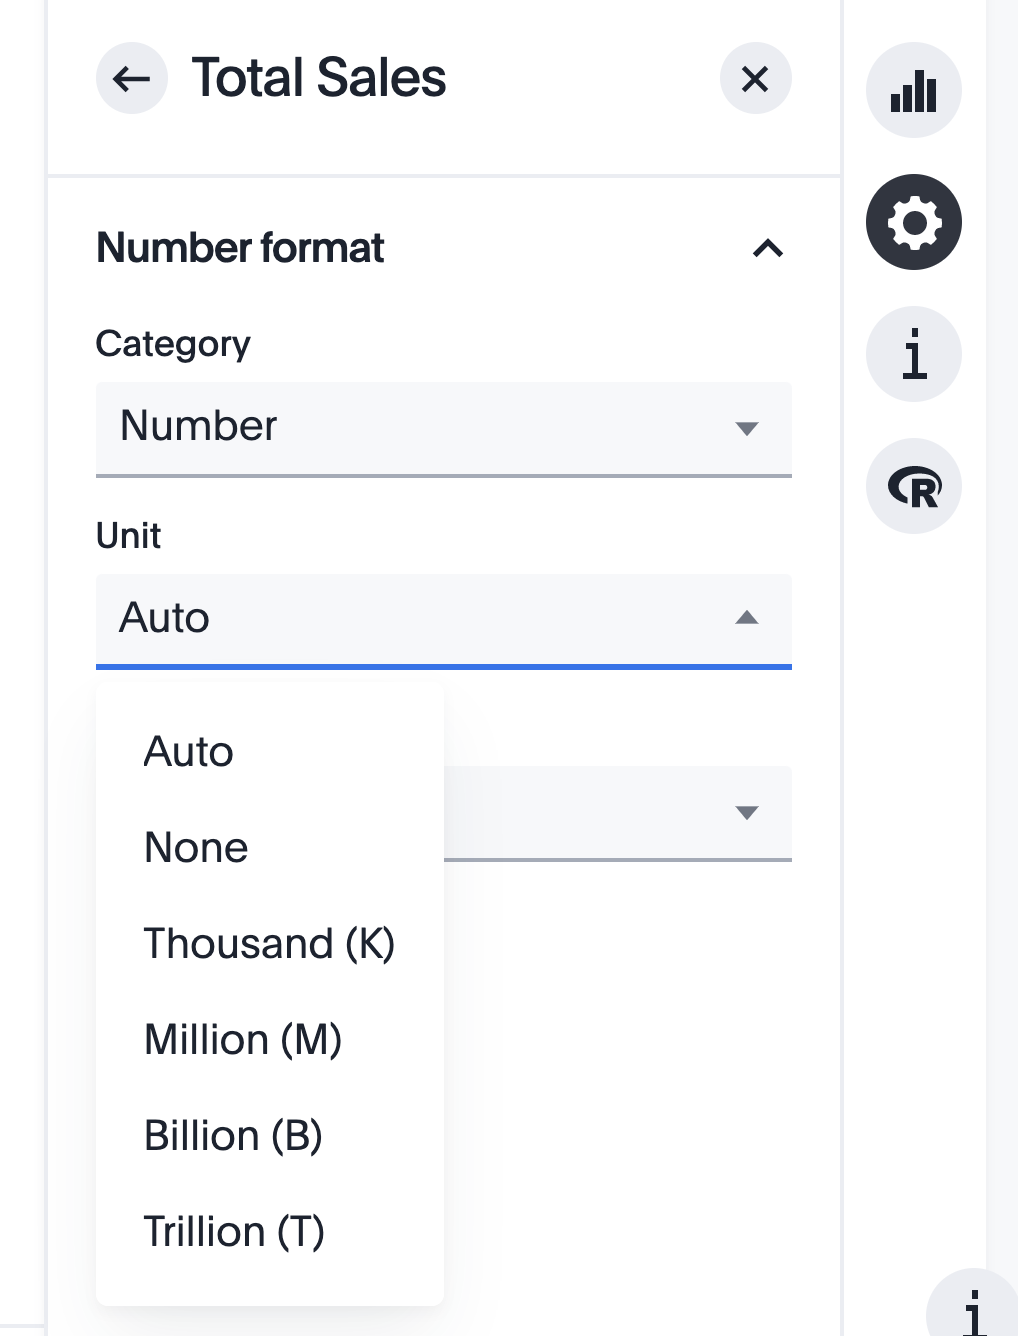 Total Sales
Number format
Category
Number
Unit
Auto
Auto
None
Thousand (K)
Million (M)
Billion (B)
Trillion (T)
i
R
i